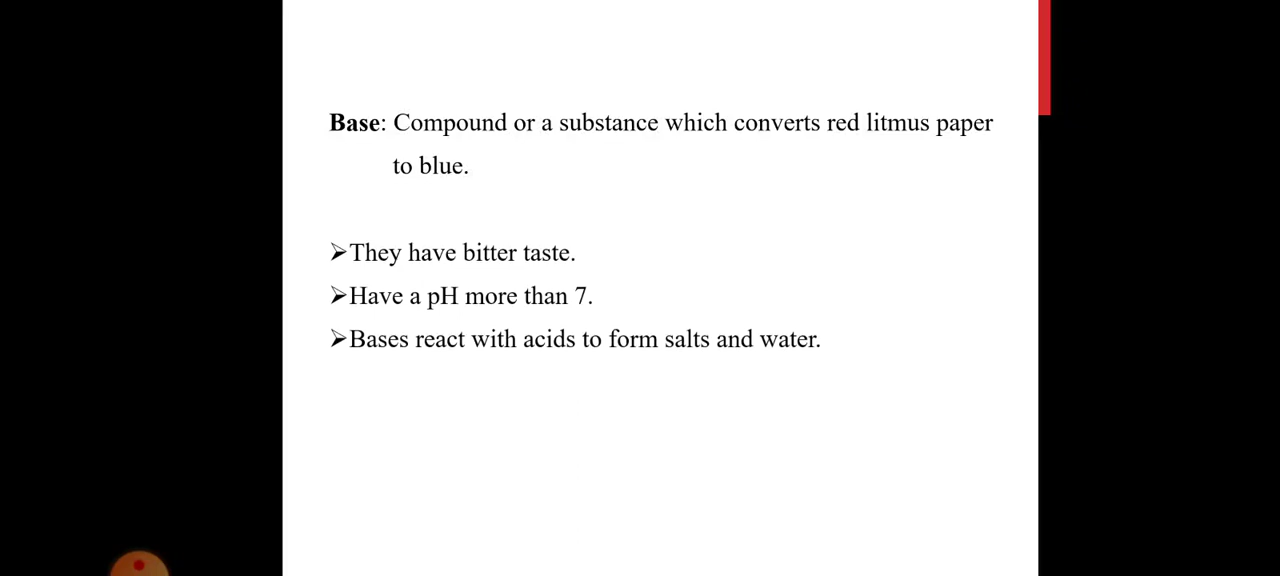 Base: Compound or a substance which converts red litmus paper
to blue.
➢They have bitter taste.
➢Have a pH more than 7.
➢Bases react with acids to form salts and water.